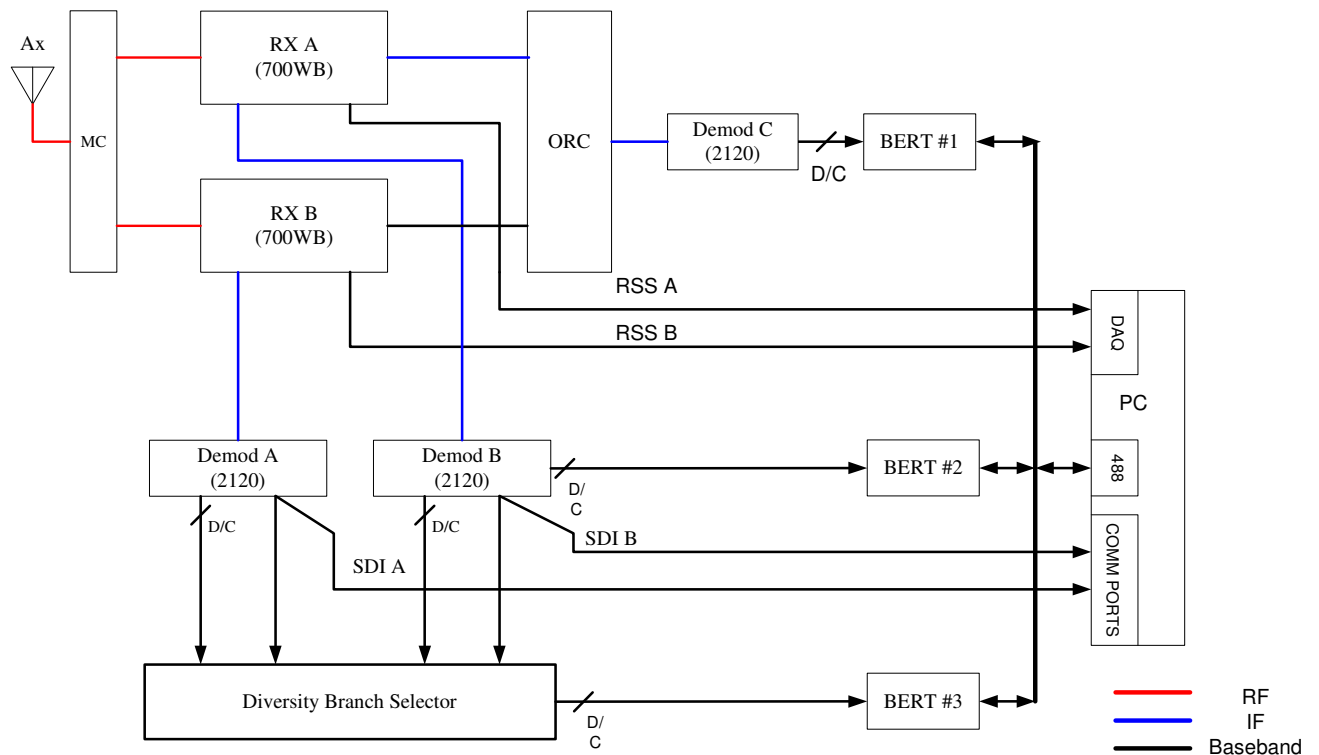 Ax
MC
RX A
(700WB)
RX B
(700WB)
ORC
Demod C
(2120)
D/C
BERT #1
RSS A
RSS B
DAQ
PC
488
COMM PORTS
Demod A
(2120)
Demod B
(2120)
D/
C
BERT #2
D/C
D/C
SDI B
SDI A
Diversity Branch Selector
D/
C
BERT #3
RF
IF
Baseband